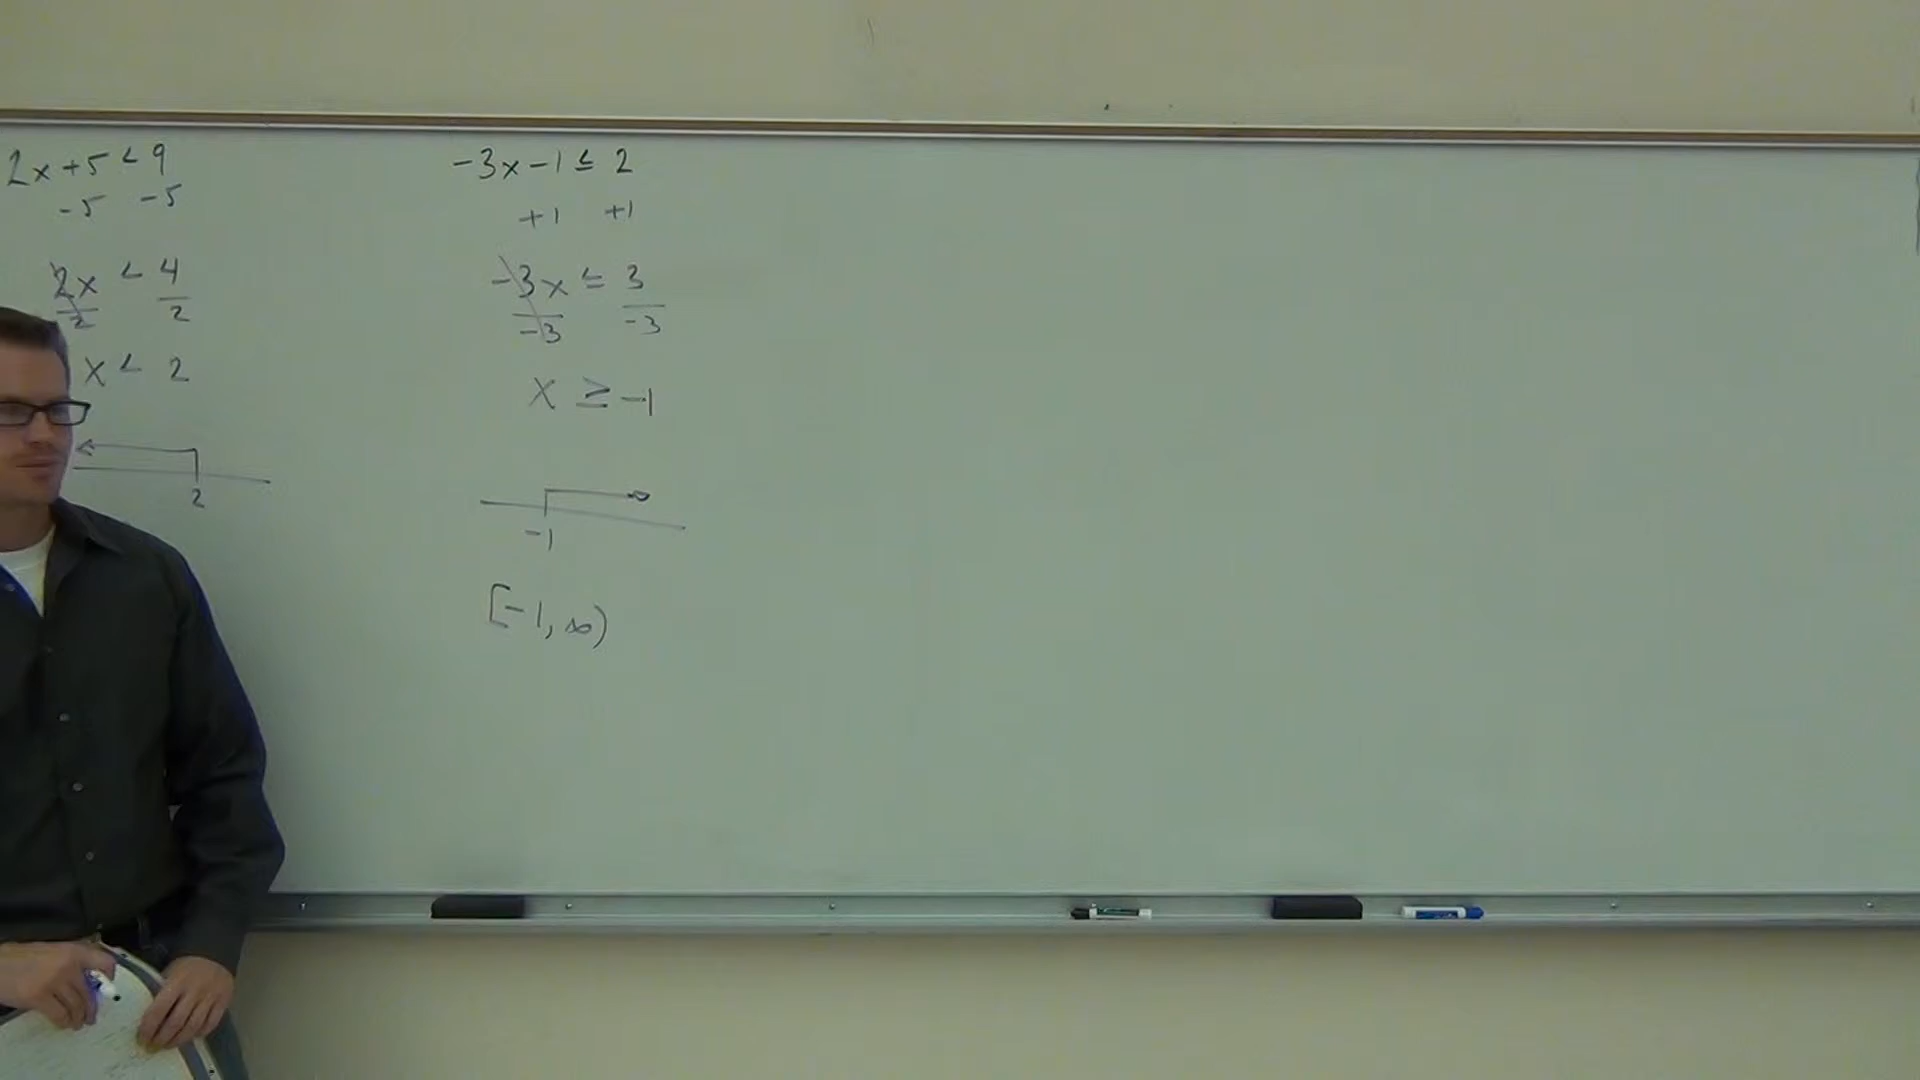 2x + 5 < 9
-5 -5
2x < 4
2 2
x < 2
2
-3x - 1 ≤ 2
+1 +1
-3x ≤ 3
-3 -3
x ≥ -1
-1
[-1, ∞)